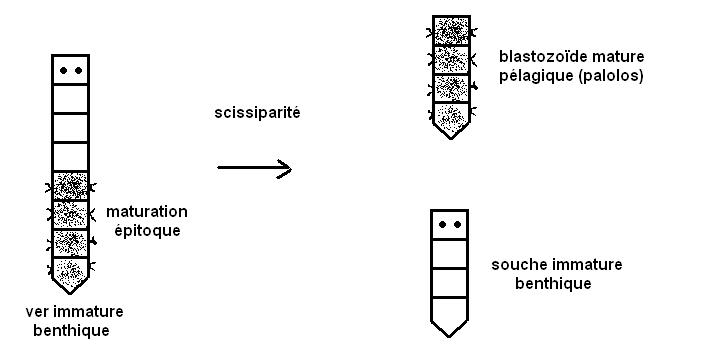 maturation
épitoque
ver immature
benthique
scissiparité
blastozoïde mature
pélagique (palolos)
souche immature
benthique